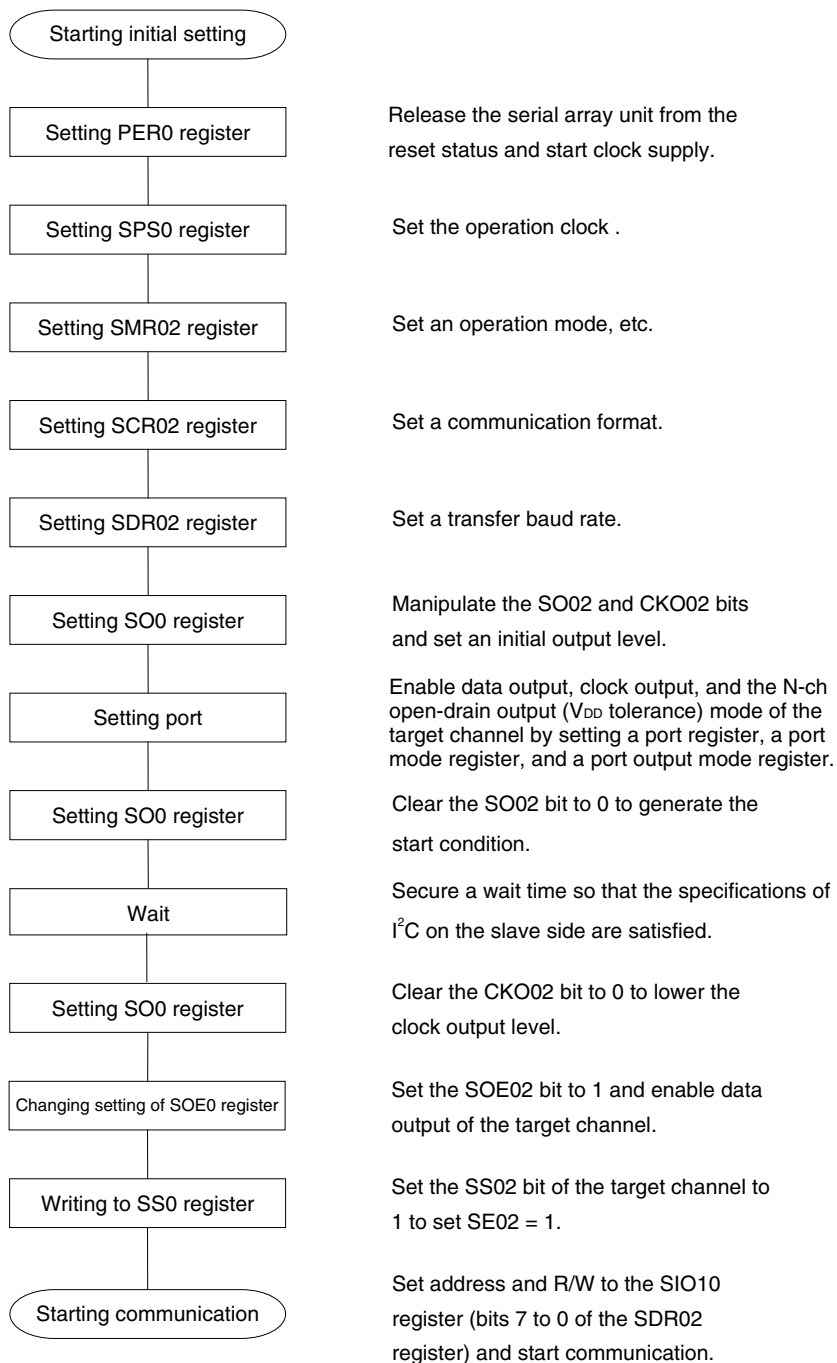 Starting initial setting
Setting PER0 register
Release the serial array unit from the
reset status and start clock supply.
Setting SPS0 register
Set the operation clock .
Setting SMR02 register
Set an operation mode, etc.
Setting SCR02 register
Set a communication format.
Setting SDR02 register
Set a transfer baud rate.
Setting SO0 register
Manipulate the SO02 and CKO02 bits
and set an initial output level.
Setting port
Enable data output, clock output, and the N-ch
open-drain output (VDD tolerance) mode of the
target channel by setting a port register, a port
mode register, and a port output mode register.
Setting SO0 register
Clear the SO02 bit to 0 to generate the
start condition.
Wait
Secure a wait time so that the specifications of
I²C on the slave side are satisfied.
Setting SO0 register
Clear the CKO02 bit to 0 to lower the
clock output level.
Changing setting of SOE0 register
Set the SOE02 bit to 1 and enable data
output of the target channel.
Writing to SS0 register
Set the SS02 bit of the target channel to
1 to set SE02 = 1.
Starting communication
Set address and R/W to the SIO10
register (bits 7 to 0 of the SDR02
register) and start communication.